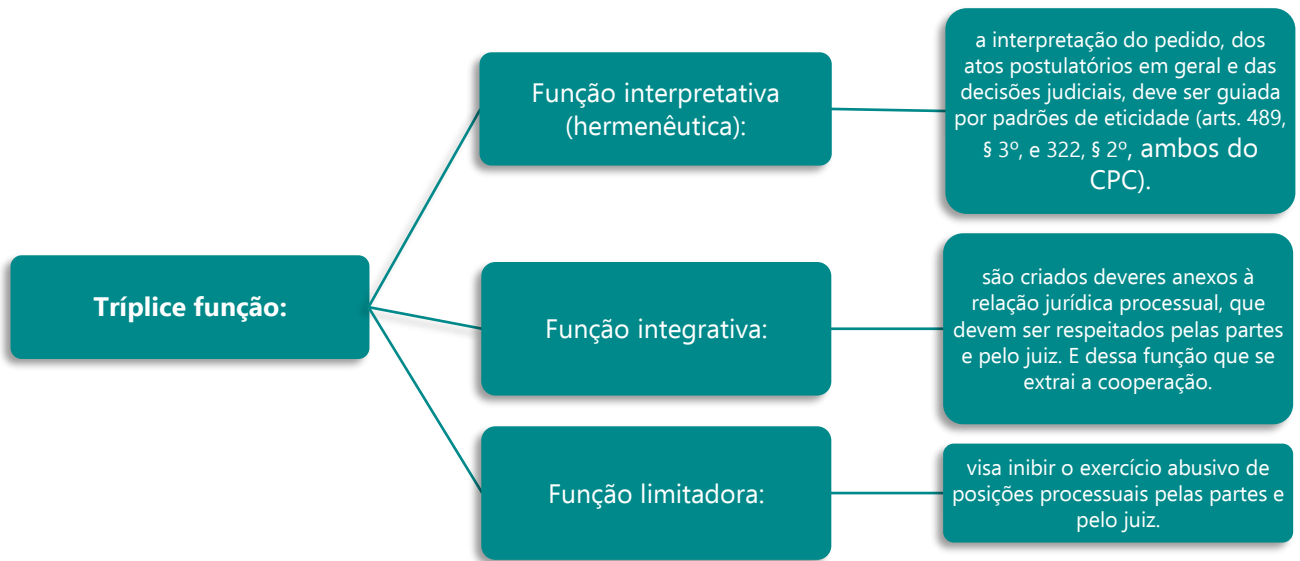 Tríplice função:
Função interpretativa
(hermenêutica):
a interpretação do pedido, dos
atos postulatórios em geral e das
decisões judiciais, deve ser guiada
por padrões de eticidade (arts. 489,
§ 3º, e 322, § 2º, ambos do
CPC).
Função integrativa:
são criados deveres anexos à
relação jurídica processual, que
devem ser respeitados pelas partes
e pelo juiz. E dessa função que se
extrai a cooperação.
Função limitadora:
visa inibir o exercício abusivo de
posições processuais pelas partes e
pelo juiz.